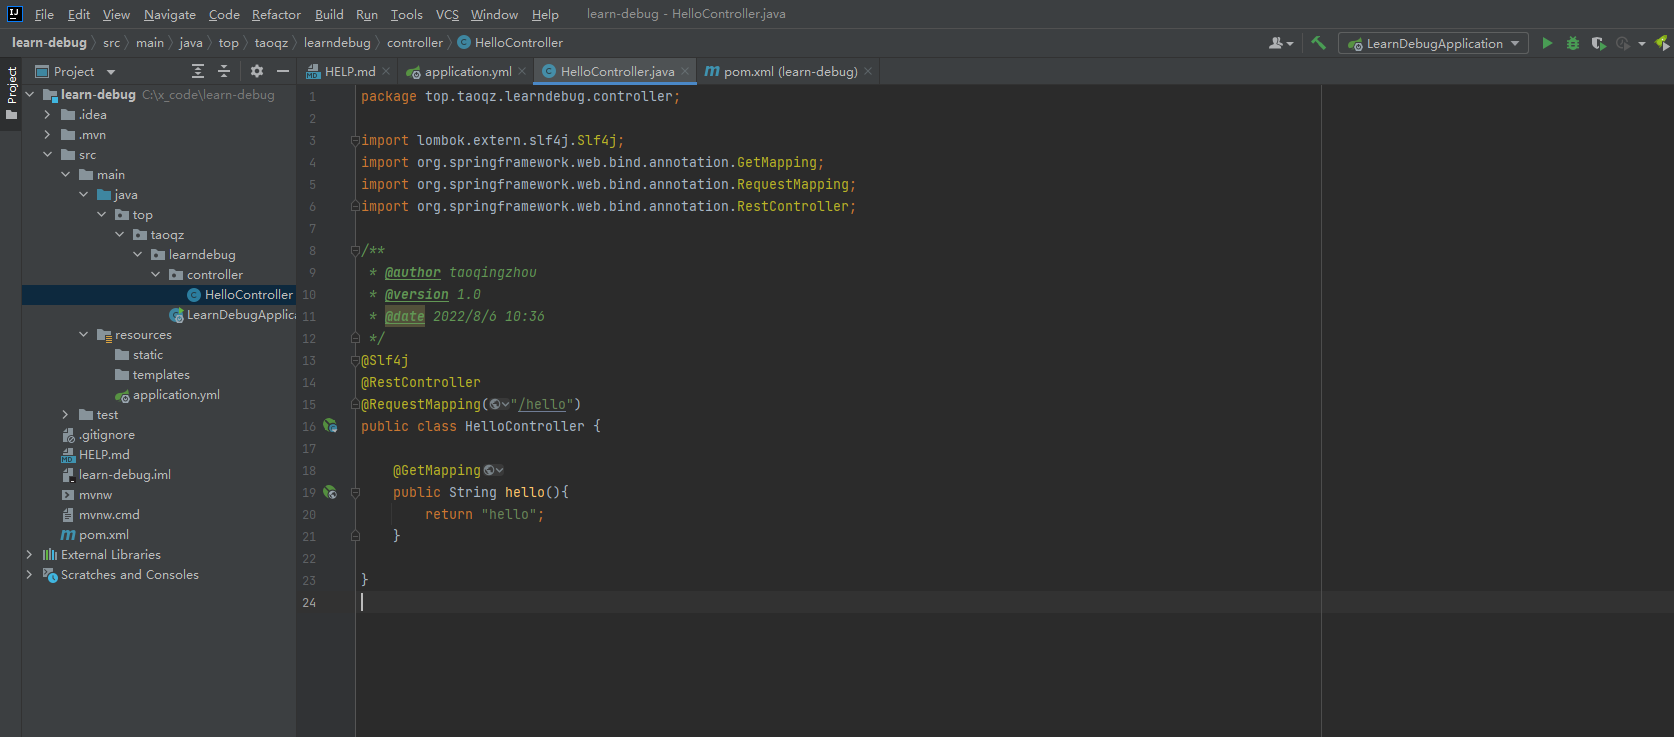 IJ File Edit View Navigate Code Refactor Build Run Tools VCS Window Help learn-debug - HelloController.java
learn-debug src main java top taoqz learndebug controller HelloController LearnDebugApplication
Project
Project
HELP.md application.yml HelloController.java pom.xml (learn-debug)
learn-debug C:\x_code\learn-debug
.idea
.mvn
src
main
java
top
taoqz
learndebug
controller
HelloController
LearnDebugApplica
resources
static
templates
application.yml
test
.gitignore
HELP.md
learn-debug.iml
mvnw
mvnw.cmd
pom.xml
External Libraries
Scratches and Consoles
1 package top.taoqz.learndebug.controller;
2
3 import lombok.extern.slf4j.Slf4j;
4 import org.springframework.web.bind.annotation.GetMapping;
5 import org.springframework.web.bind.annotation.RequestMapping;
6 import org.springframework.web.bind.annotation.RestController;
7
8 /**
9 * @author taoqingzhou
10 * @version 1.0
11 * @date 2022/8/6 10:36
12 */
13 @Slf4j
14 @RestController
15 @RequestMapping("/hello")
16 public class HelloController {
17
18 @GetMapping
19 public String hello(){
20 return "hello";
21 }
22
23 }
24